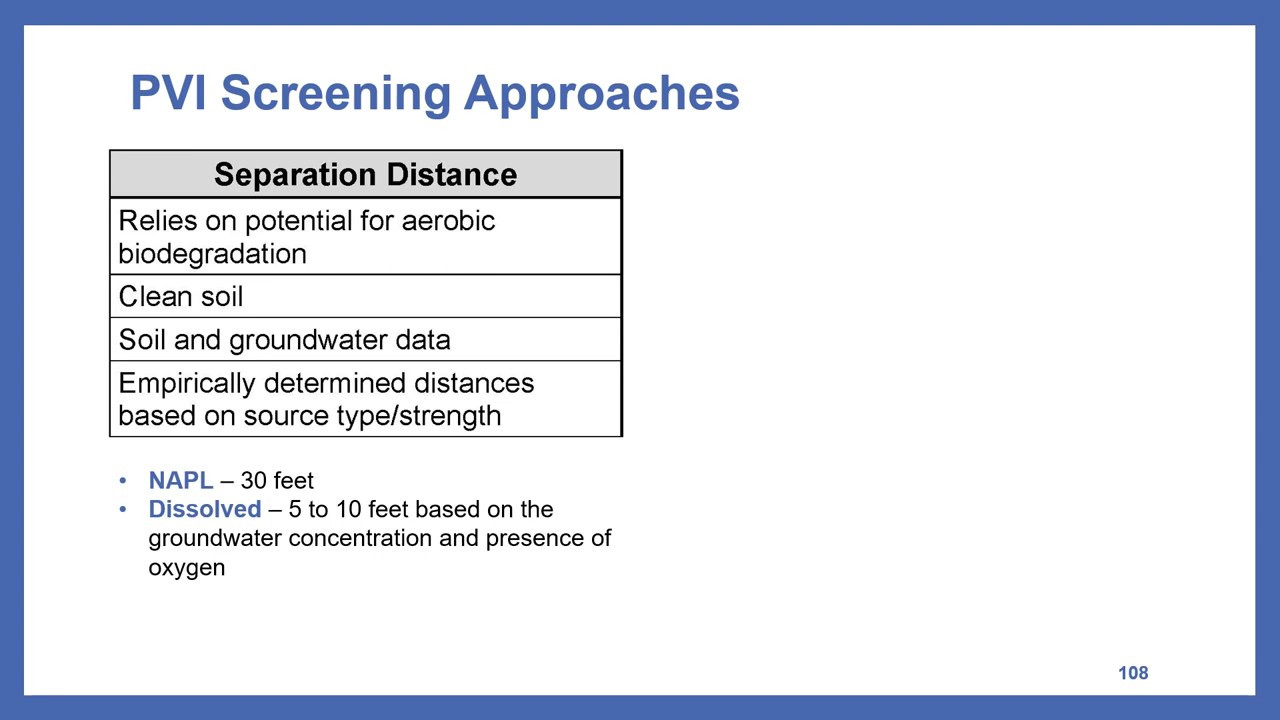 PVI Screening Approaches
Separation Distance
Relies on potential for aerobic
biodegradation
Clean soil
Soil and groundwater data
Empirically determined distances
based on source type/strength
• NAPL – 30 feet
• Dissolved – 5 to 10 feet based on the
groundwater concentration and presence of
oxygen
108